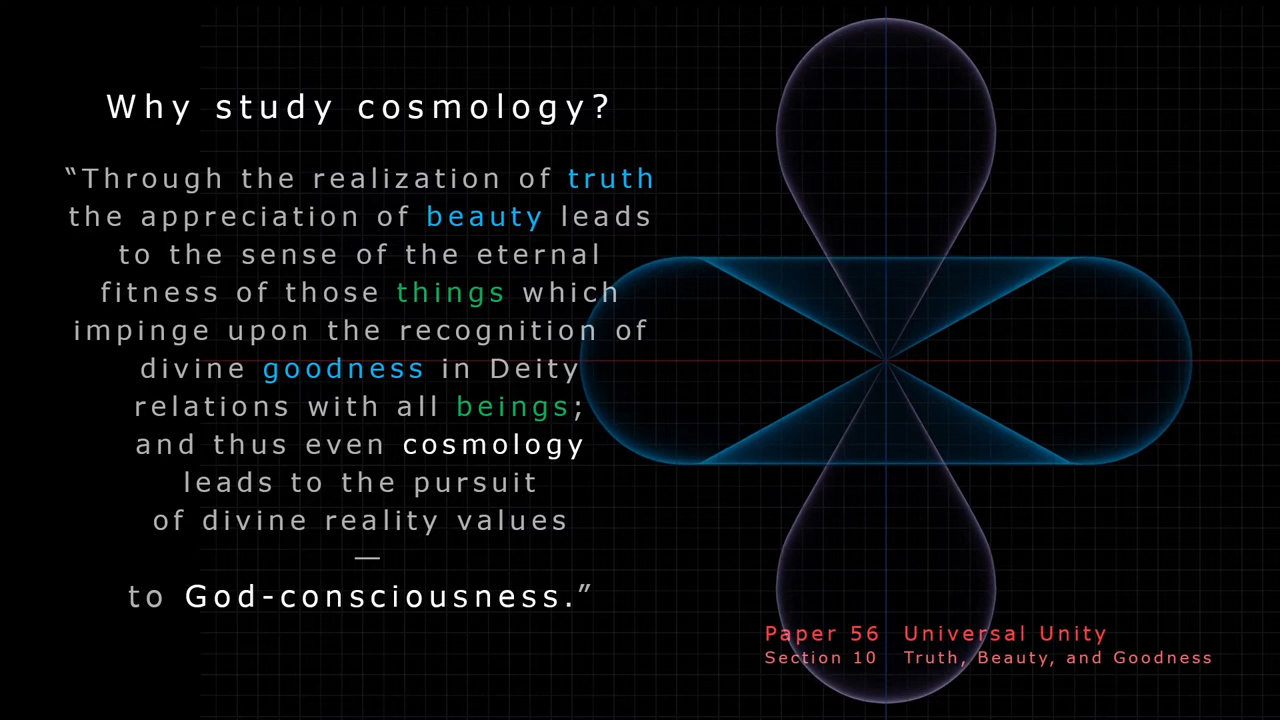 Why study cosmology?
“Through the realization of truth
the appreciation of beauty leads
to the sense of the eternal
fitness of those things which
impinge upon the recognition of
divine goodness in Deity
relations with all beings;
and thus even cosmology
leads to the pursuit
of divine reality values
—
to God-consciousness.”
Paper 56 Universal Unity
Section 10 Truth, Beauty, and Goodness